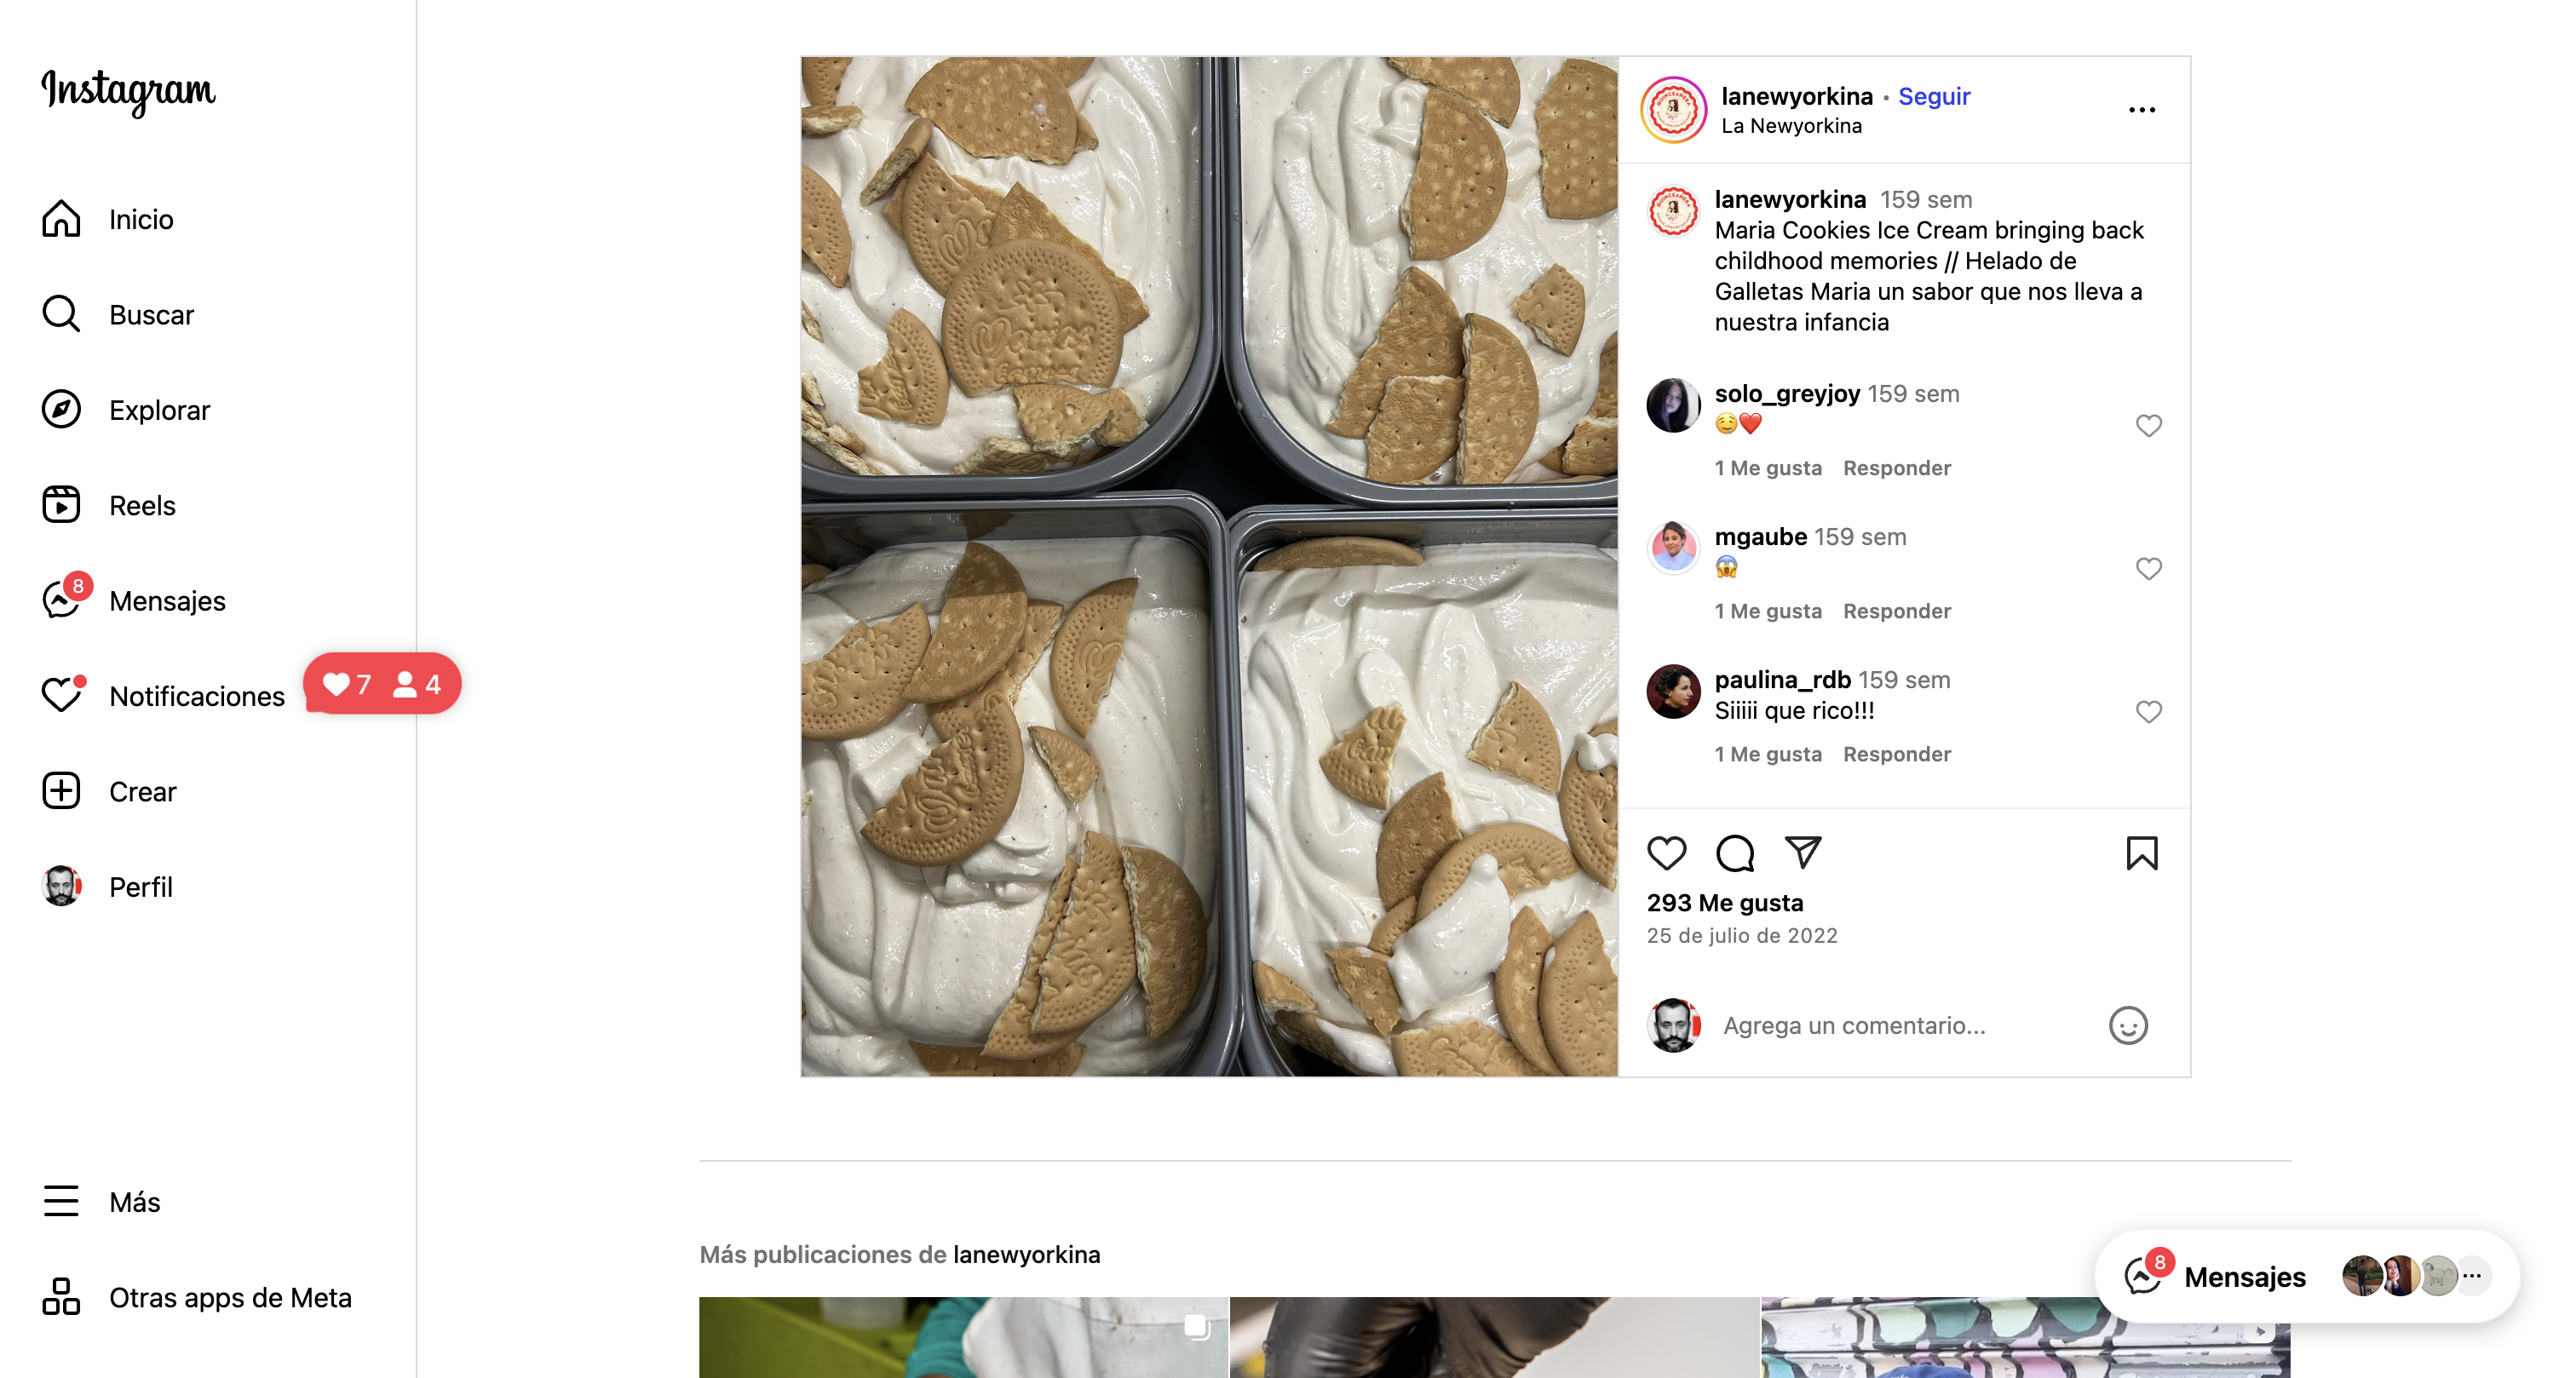 Instagram
Inicio
Buscar
Explorar
Reels
8
Mensajes
Notificaciones
7 4
Crear
Perfil
Más
Otras apps de Meta
lanewyorkina • Seguir
La Newyorkina
lanewyorkina 159 sem
Maria Cookies Ice Cream bringing back
childhood memories // Helado de
Galletas Maria un sabor que nos lleva a
nuestra infancia
solo_greyjoy 159 sem
🤤❤️
1 Me gusta Responder
mgaube 159 sem
😱
1 Me gusta Responder
paulina_rdb 159 sem
Siiiii que rico!!!
1 Me gusta Responder
293 Me gusta
25 de julio de 2022
Agrega un comentario...
Más publicaciones de lanewyorkina
8
Mensajes
QUINCEAÑERA
Marías
Gamesa